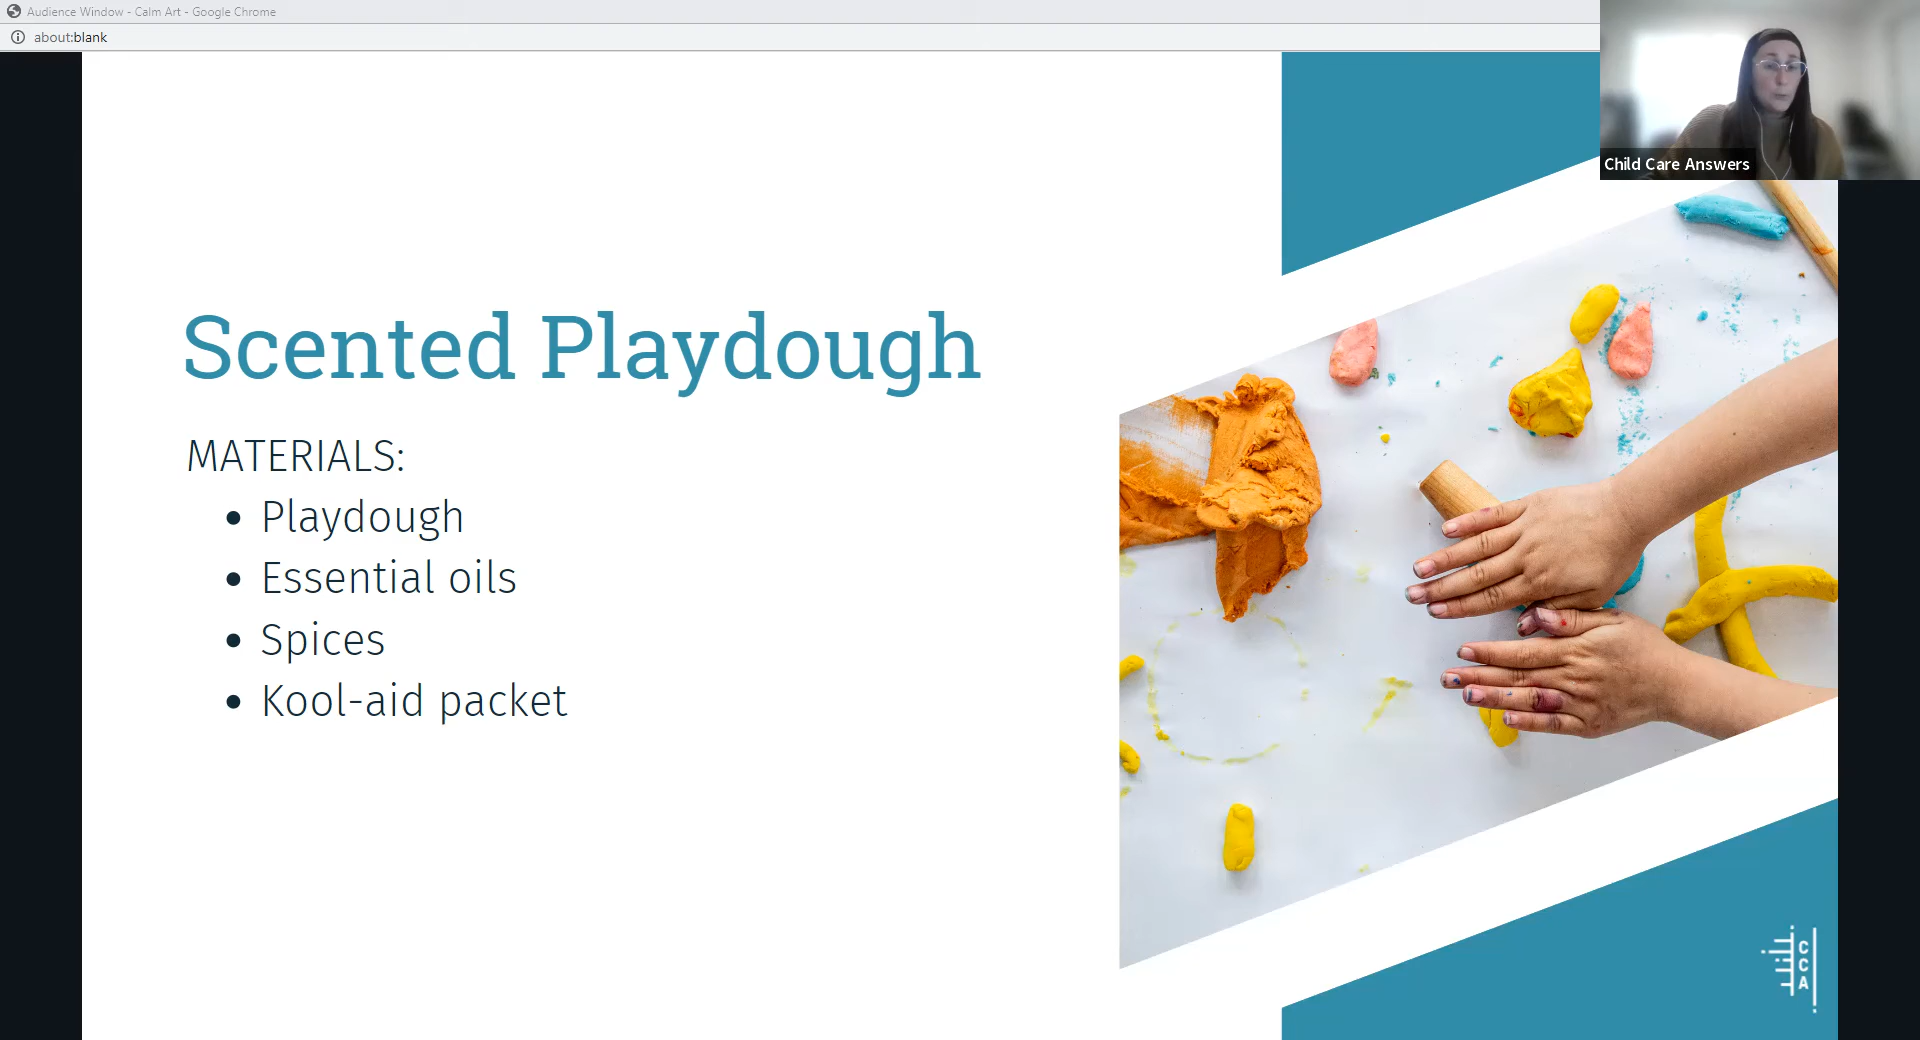 Audience Window - Calm Art - Google Chrome
about:blank
Child Care Answers
Scented Playdough
MATERIALS:
• Playdough
• Essential oils
• Spices
• Kool-aid packet
C
C
A